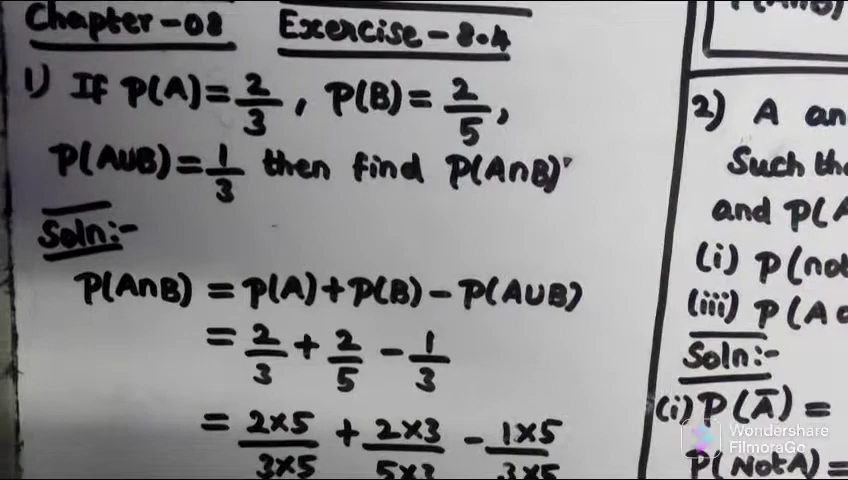 Chapter-08 Exercise-8.4
1) If P(A)=2/3, P(B)=2/5,
P(A∪B)=1/3 then find P(A∩B)
Soln:-
P(A∩B) = P(A)+P(B)-P(A∪B)
= 2/3 + 2/5 - 1/3
= 2×5/3×5 + 2×3/5×3 - 1×5/3×5
2) A an
Such tha
and P(A
(i) P(not
(iii) P(A o
Soln:-
(i) P(A̅) =
P(Not A) =
Wondershare
FilmoraGo